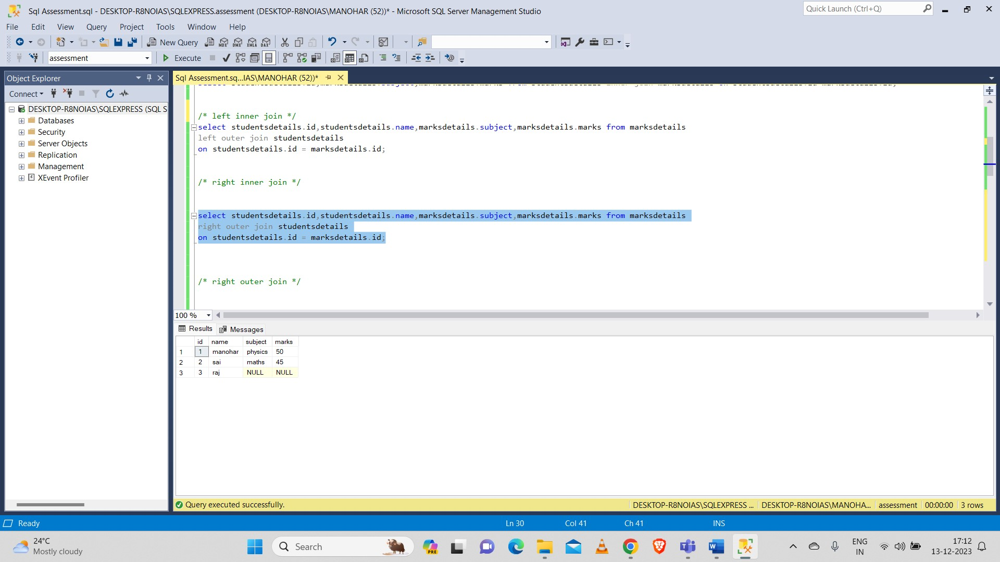 Sql Assessment.sql - DESKTOP-R8NOIAS\SQLEXPRESS.assessment (DESKTOP-R8NOIAS\MANOHAR (52))* - Microsoft SQL Server Management Studio
Quick Launch (Ctrl+Q)
File Edit View Query Project Tools Window Help
New Query MDX DMX XMLA DAX
assessment Execute
Object Explorer
Connect
DESKTOP-R8NOIAS\SQLEXPRESS (SQL S
Databases
Security
Server Objects
Replication
Management
XEvent Profiler
Sql Assessment.sq...IAS\MANOHAR (52))*
/* left inner join */
select studentsdetails.id,studentsdetails.name,marksdetails.subject,marksdetails.marks from marksdetails
left outer join studentsdetails
on studentsdetails.id = marksdetails.id;
/* right inner join */
select studentsdetails.id,studentsdetails.name,marksdetails.subject,marksdetails.marks from marksdetails
right outer join studentsdetails
on studentsdetails.id = marksdetails.id;
/* right outer join */
100 %
Results Messages
id name subject marks
1 1 manohar physics 50
2 2 sai maths 45
3 3 raj NULL NULL
Query executed successfully. DESKTOP-R8NOIAS\SQLEXPRESS ... DESKTOP-R8NOIAS\MANOHA... assessment 00:00:00 3 rows
Ready Ln 30 Col 41 Ch 41 INS
24°C
Mostly cloudy
Search
PRE
ENG
IN
17:12
13-12-2023